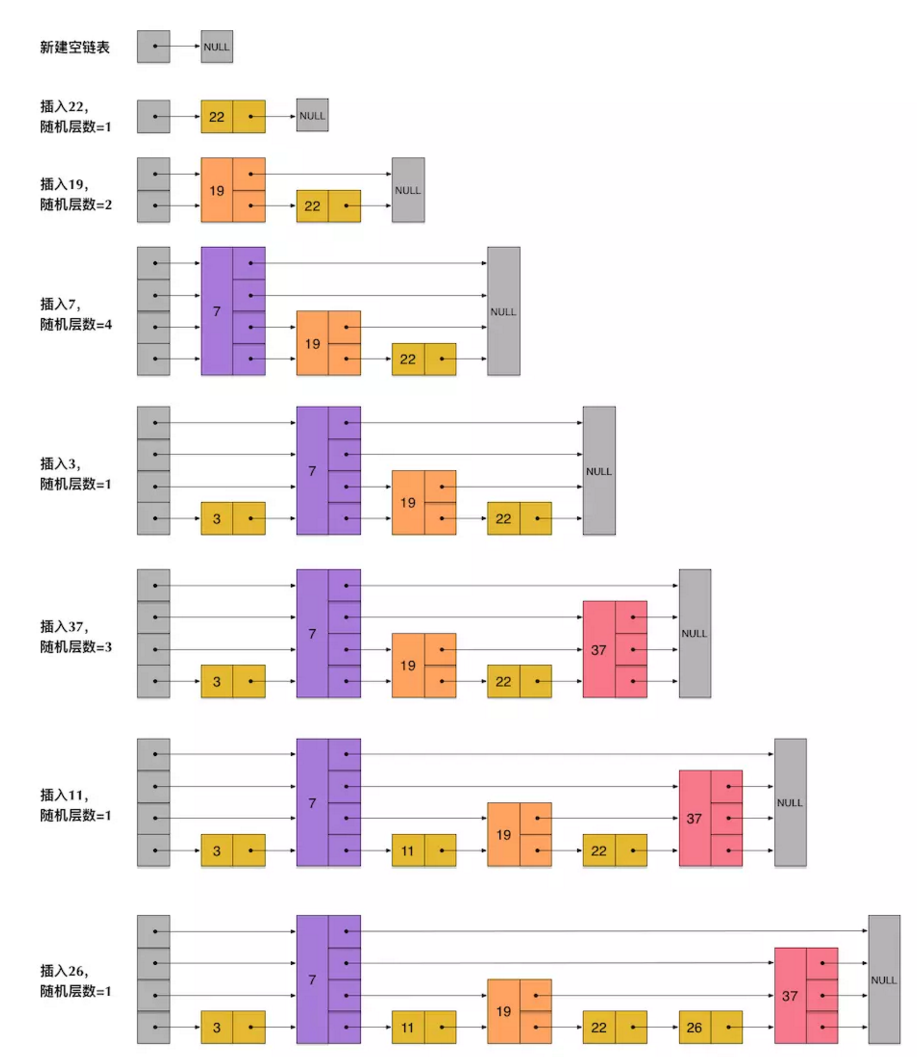 新建空链表
NULL
插入22,
随机层数=1
22
NULL
插入19,
随机层数=2
19
22
NULL
插入7,
随机层数=4
7
19
22
NULL
插入3,
随机层数=1
3
7
19
22
NULL
插入37,
随机层数=3
3
7
19
22
37
NULL
插入11,
随机层数=1
3
7
11
19
22
37
NULL
插入26,
随机层数=1
3
7
11
19
22
26
37
NULL